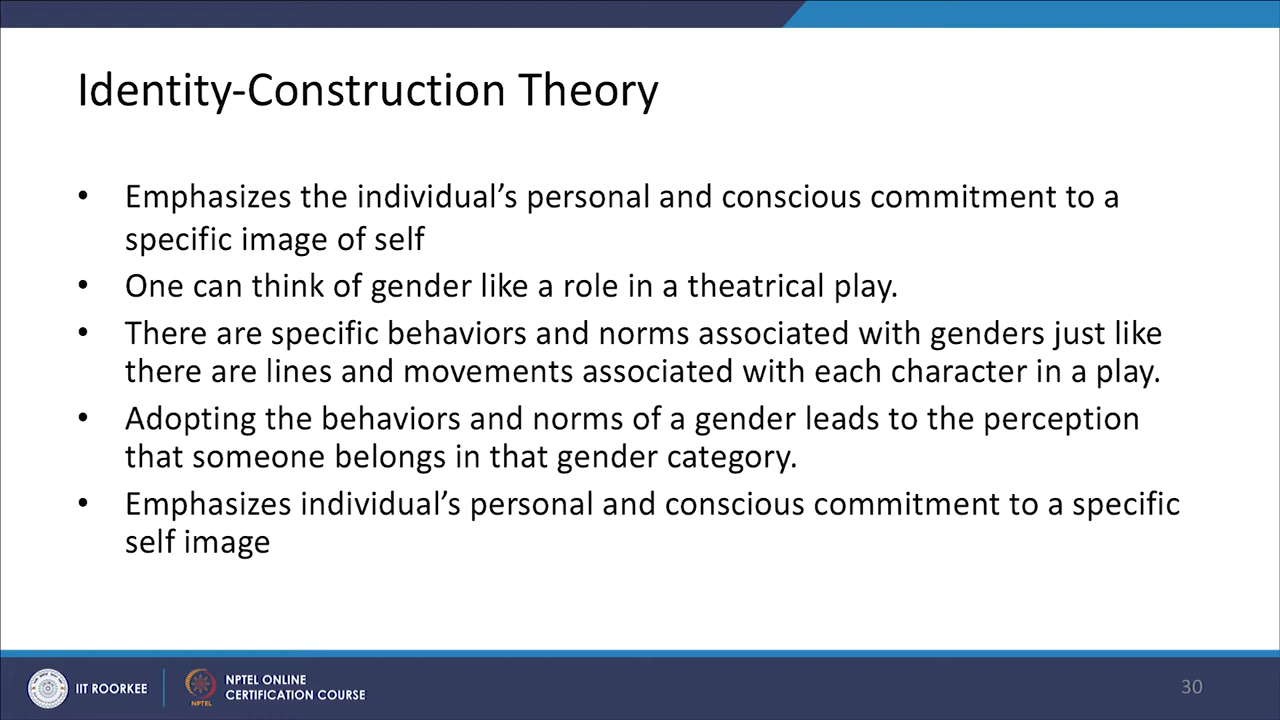 Identity-Construction Theory
• Emphasizes the individual’s personal and conscious commitment to a
specific image of self
• One can think of gender like a role in a theatrical play.
• There are specific behaviors and norms associated with genders just like
there are lines and movements associated with each character in a play.
• Adopting the behaviors and norms of a gender leads to the perception
that someone belongs in that gender category.
• Emphasizes individual’s personal and conscious commitment to a specific
self image
IIT ROORKEE
NPTEL
NPTEL ONLINE
CERTIFICATION COURSE
30